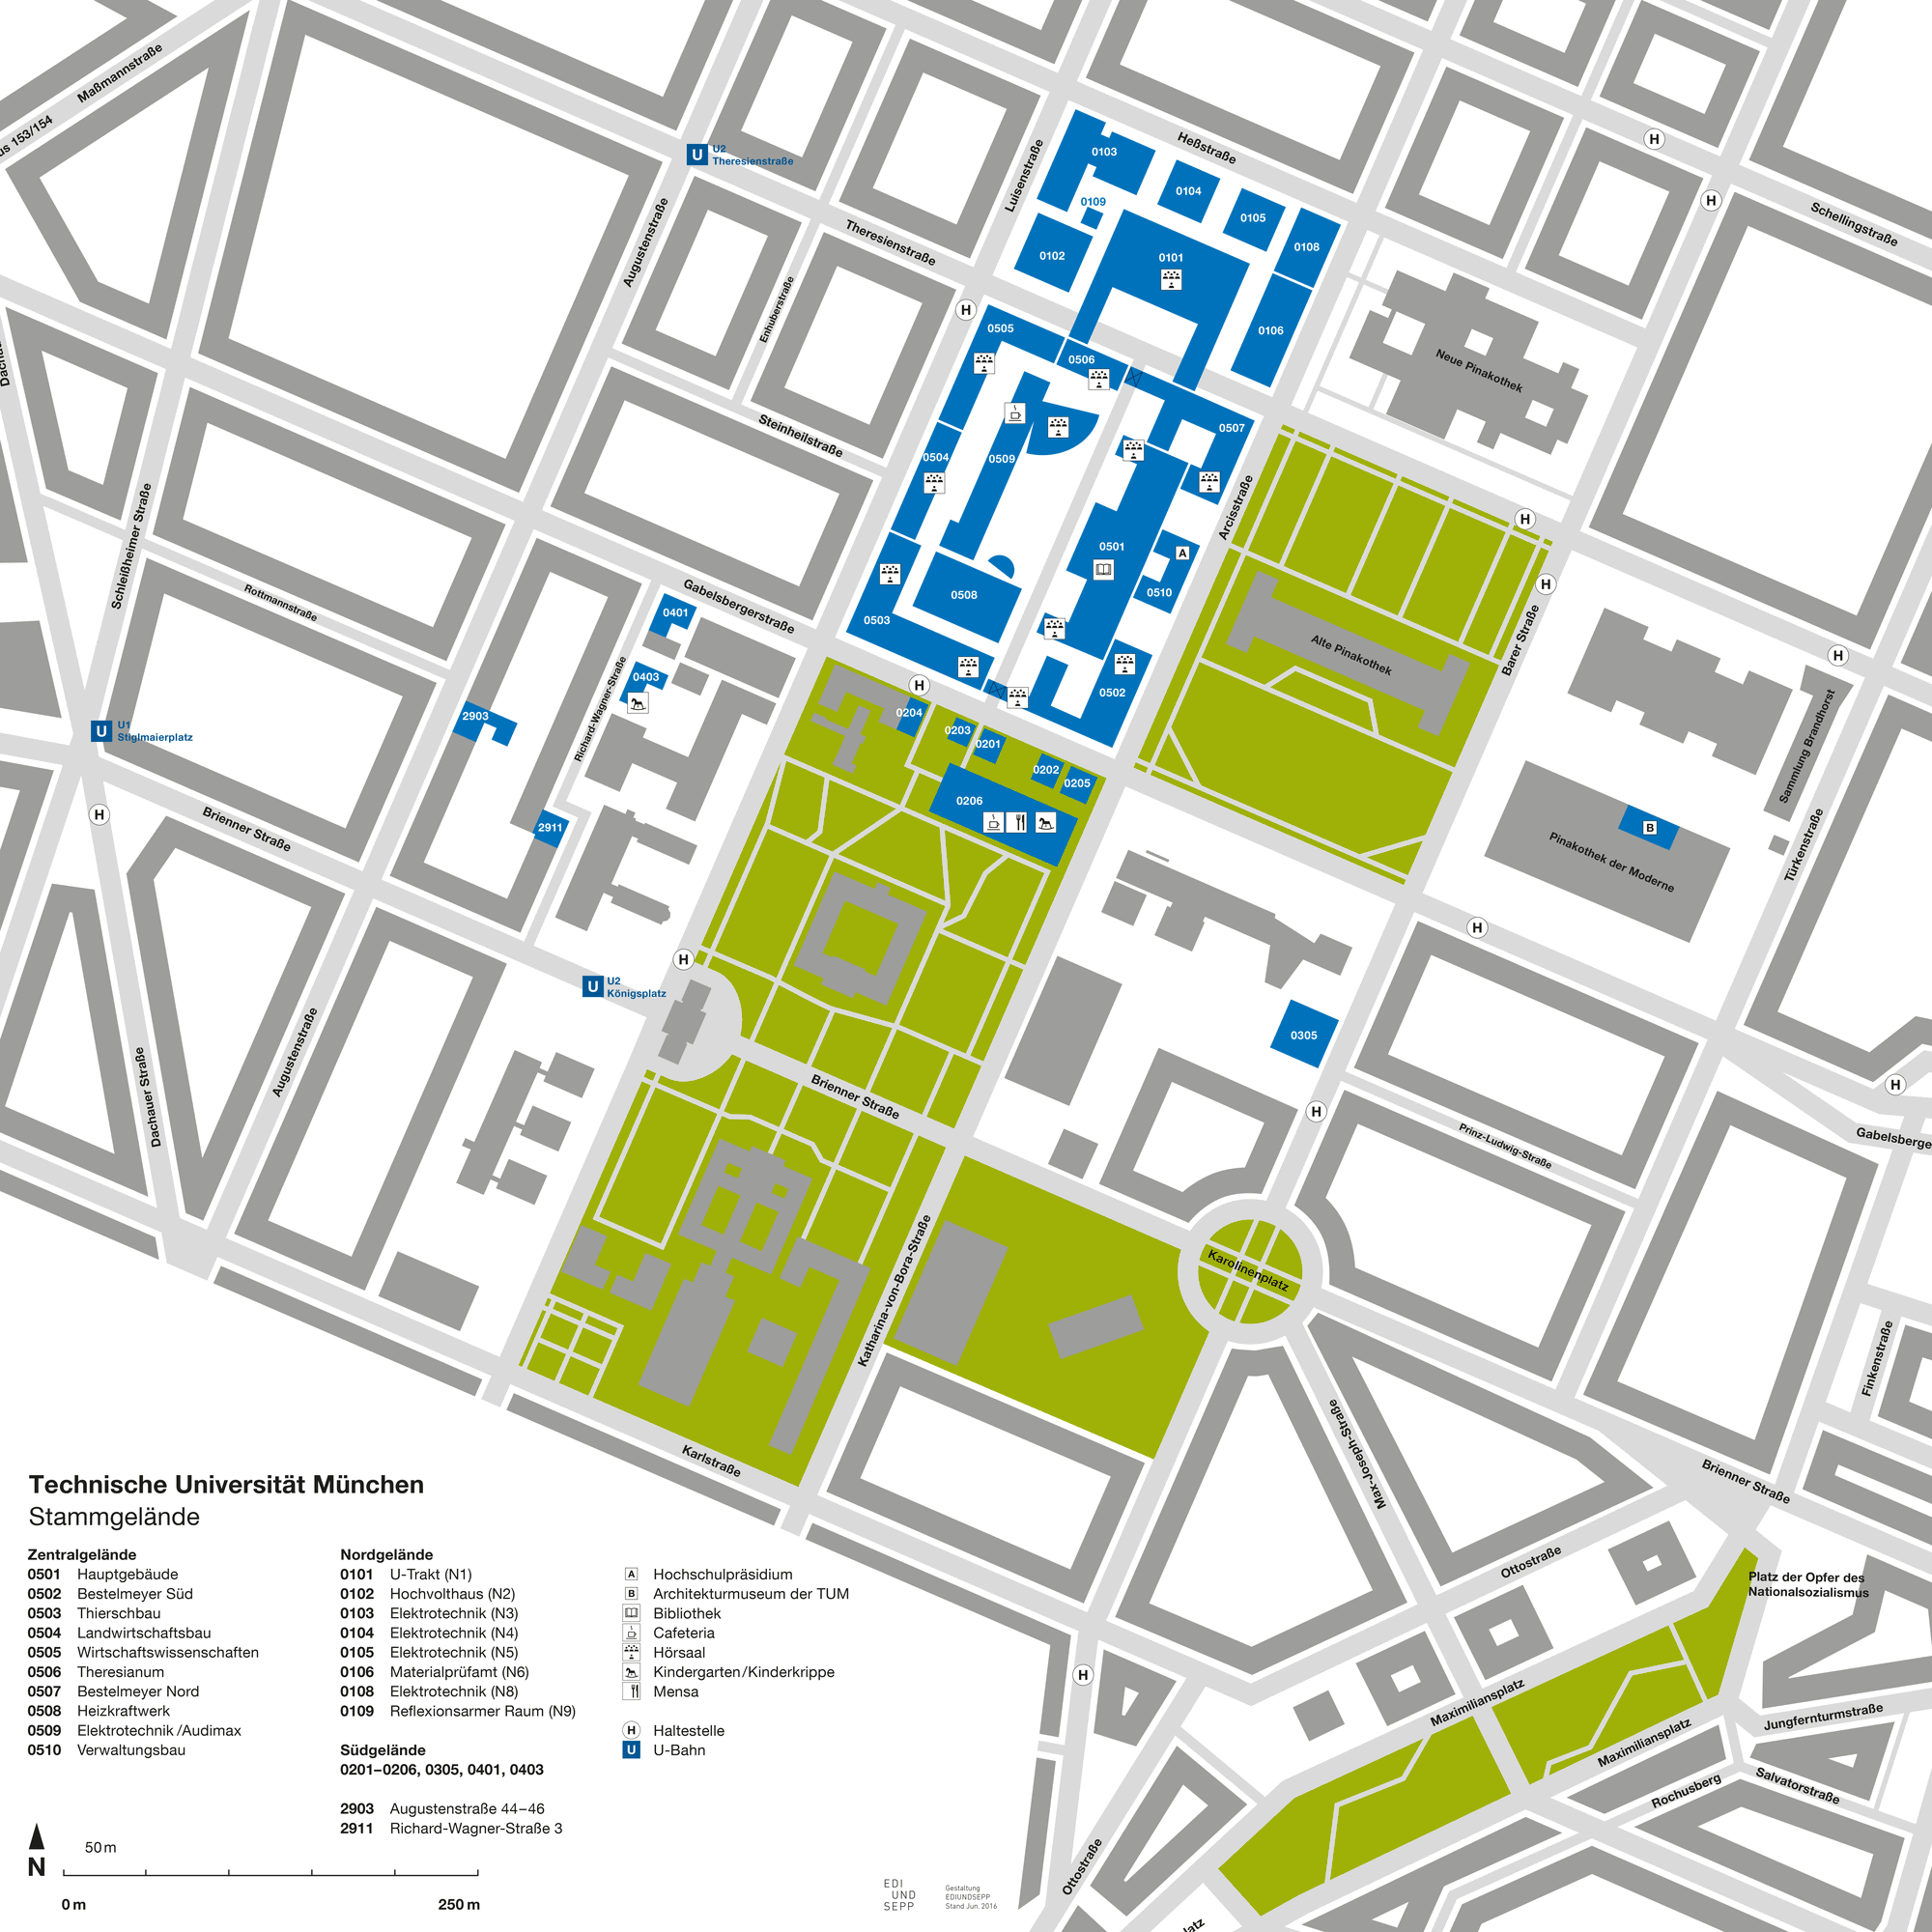 Maßmannstraße
us 153/154
U U2
Theresienstraße
Luisenstraße
Heßstraße
H
H
Schellingstraße
0103
0104
0109
0105
0108
0102
0101
0106
Augustenstraße
Theresienstraße
Enhuberstraße
H
0505
0506
0507
0504
0509
Neue Pinakothek
Steinheilstraße
Schleißheimer Straße
Arcisstraße
H
H
0501
A
0510
0508
0503
0502
Rottmannstraße
Gabelsbergerstraße
0401
0403
Richard-Wagner-Straße
2903
2911
Alte Pinakothek
Barer Straße
H
Sammlung Brandhorst
U U1
Stiglmaierplatz
H
0204
0203
0201
0202
0205
0206
B
Pinakothek der Moderne
Türkenstraße
H
Brienner Straße
H
H
U U2
Königsplatz
0305
Augustenstraße
Dachauer Straße
Brienner Straße
H
H
Prinz-Ludwig-Straße
Gabelsberge
Katharina-von-Bora-Straße
Karolinenplatz
Finkenstraße
Max-Joseph-Straße
Karlstraße
Brienner Straße
Ottostraße
Platz der Opfer des
Nationalsozialismus
H
Maximiliansplatz
Maximiliansplatz
Jungfernturmstraße
Rochusberg
Salvatorstraße
Ottostraße
latz
Technische Universität München
Stammgelände
Zentralgelände
0501 Hauptgebäude
0502 Bestelmeyer Süd
0503 Thierschbau
0504 Landwirtschaftsbau
0505 Wirtschaftswissenschaften
0506 Theresianum
0507 Bestelmeyer Nord
0508 Heizkraftwerk
0509 Elektrotechnik/Audimax
0510 Verwaltungsbau
Nordgelände
0101 U-Trakt (N1)
0102 Hochvolthaus (N2)
0103 Elektrotechnik (N3)
0104 Elektrotechnik (N4)
0105 Elektrotechnik (N5)
0106 Materialprüfamt (N6)
0108 Elektrotechnik (N8)
0109 Reflexionsarmer Raum (N9)
Südgelände
0201–0206, 0305, 0401, 0403
2903 Augustenstraße 44–46
2911 Richard-Wagner-Straße 3
A Hochschulpräsidium
B Architekturmuseum der TUM
Bibliothek
Cafeteria
Hörsaal
Kindergarten/Kinderkrippe
Mensa
H Haltestelle
U U-Bahn
N
50 m
0 m
250 m
EDI
UND
SEPP
Gestaltung
EDIUNDSEPP
Stand Jun. 2016